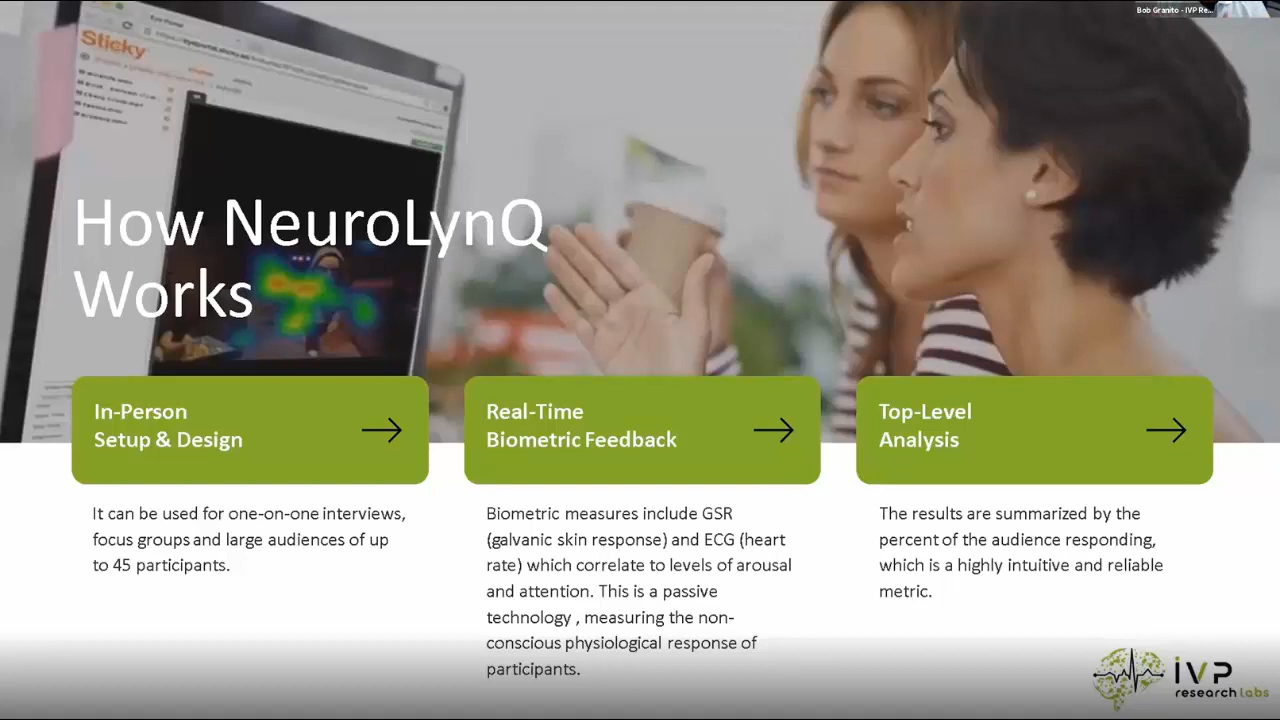 Bob Granito - IVP Re...
Sticky
How NeuroLynQ
Works
In-Person
Setup & Design
Real-Time
Biometric Feedback
Top-Level
Analysis
It can be used for one-on-one interviews,
focus groups and large audiences of up
to 45 participants.
Biometric measures include GSR
(galvanic skin response) and ECG (heart
rate) which correlate to levels of arousal
and attention. This is a passive
technology , measuring the non-
conscious physiological response of
participants.
The results are summarized by the
percent of the audience responding,
which is a highly intuitive and reliable
metric.
iVP
research labs